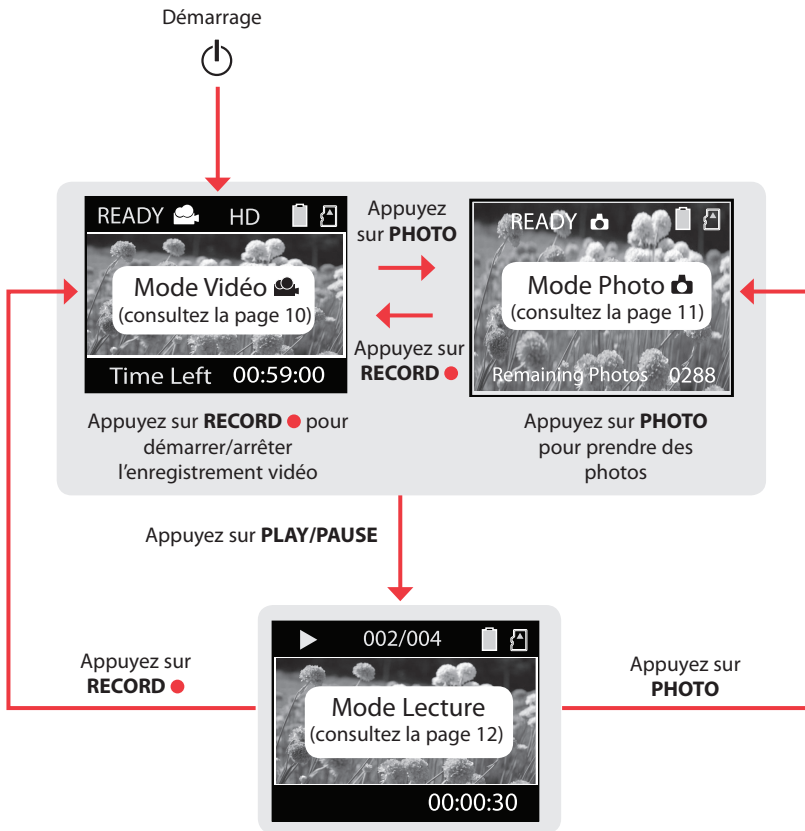 Démarrage
READY HD
Time Left 00:59:00
Mode Vidéo
(consultez la page 10)
Appuyez
sur PHOTO
Appuyez sur
RECORD
READY
Mode Photo
(consultez la page 11)
Remaining Photos 0288
Appuyez sur RECORD pour
démarrer/arrêter
l'enregistrement vidéo
Appuyez sur PHOTO
pour prendre des
photos
Appuyez sur PLAY/PAUSE
Appuyez sur
RECORD
002/004
Mode Lecture
(consultez la page 12)
00:00:30
Appuyez sur
PHOTO